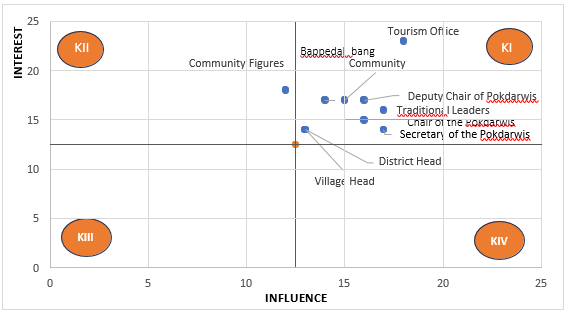 INTEREST
25
20
15
10
5
0
KII
KI
KIII
KIV
Tourism Office
Bappedal bang
Community Figures
Community
Deputy Chair of Pokdarwis
Traditional Leaders
Chair of the Pokdarwis
Secretary of the Pokdarwis
District Head
Village Head
0 5 10 15 20 25
INFLUENCE